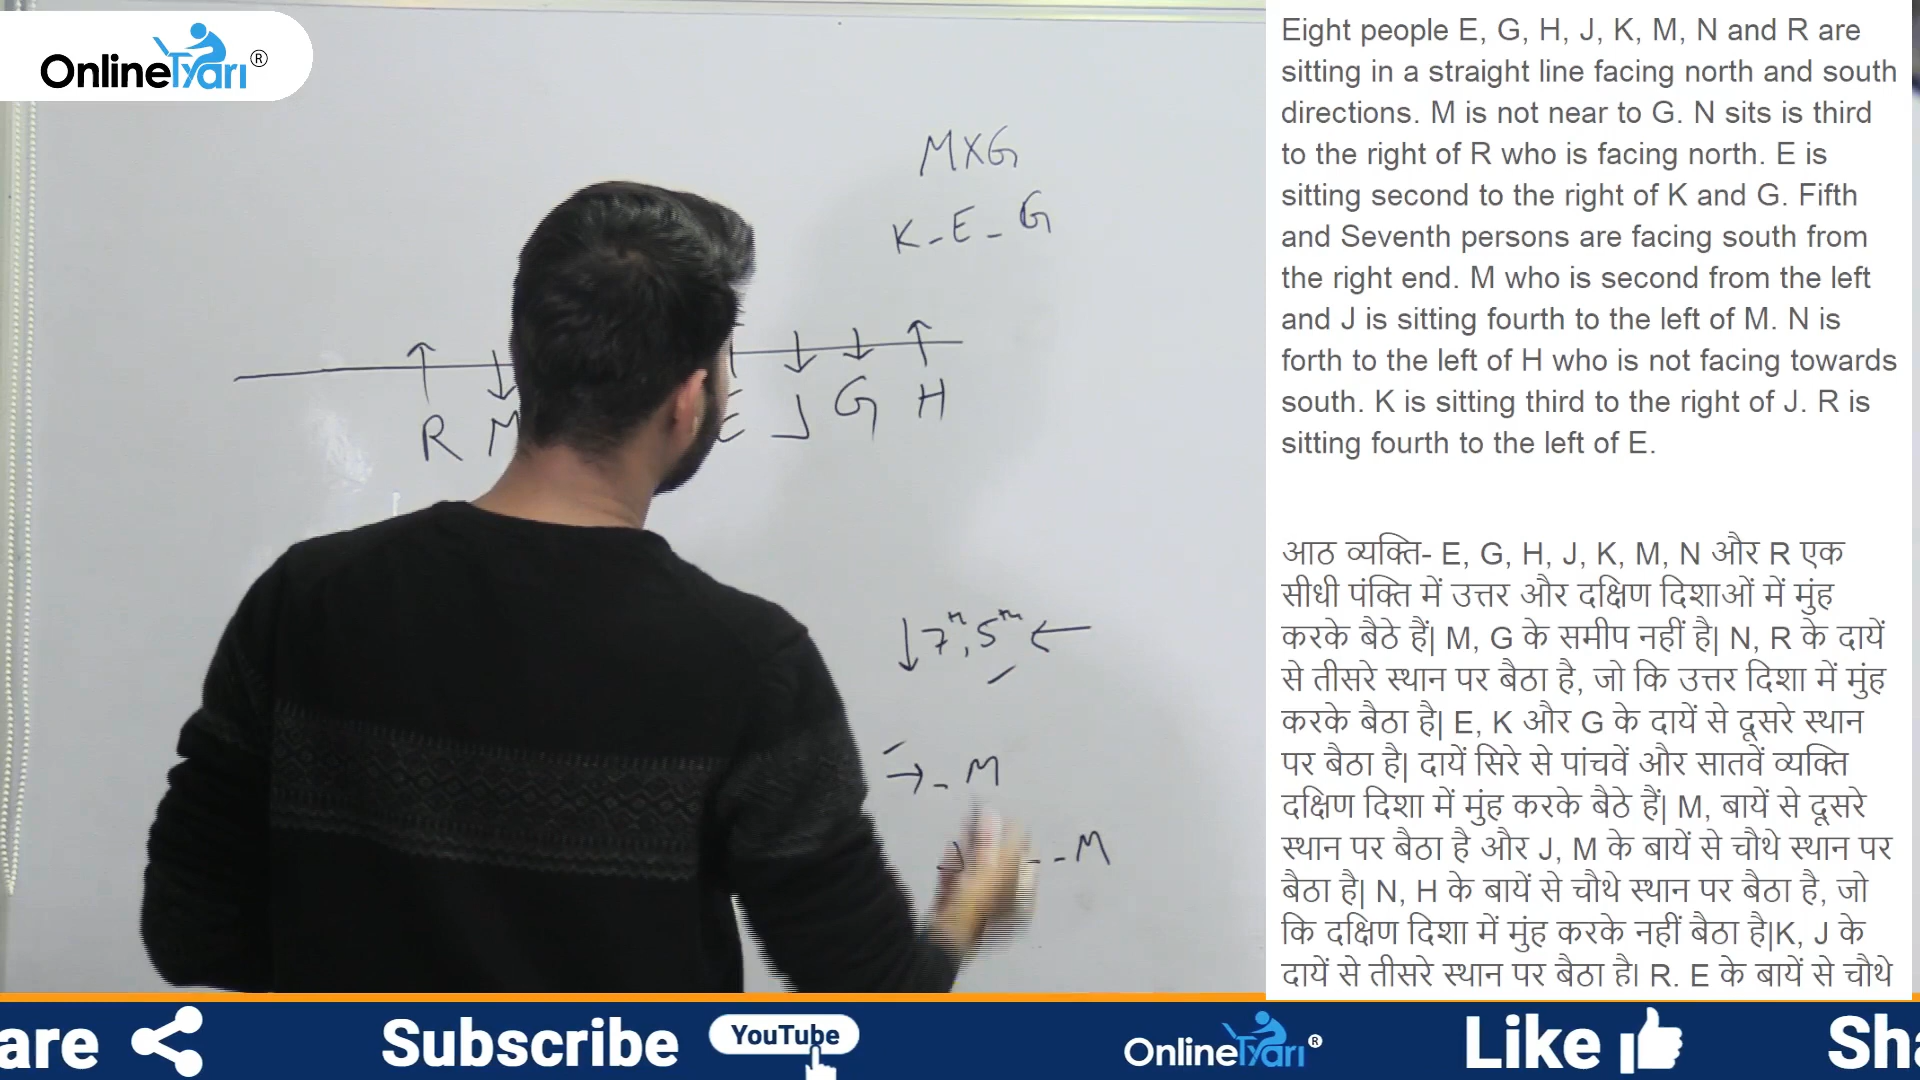 OnlineTyari®
Eight people E, G, H, J, K, M, N and R are
sitting in a straight line facing north and south
directions. M is not near to G. N sits is third
to the right of R who is facing north. E is
sitting second to the right of K and G. Fifth
and Seventh persons are facing south from
the right end. M who is second from the left
and J is sitting fourth to the left of M. N is
forth to the left of H who is not facing towards
south. K is sitting third to the right of J. R is
sitting fourth to the left of E.
आठ व्यक्ति- E, G, H, J, K, M, N और R एक
सीधी पंक्ति में उत्तर और दक्षिण दिशाओं में मुंह
करके बैठे हैं| M, G के समीप नहीं है| N, R के दायें
से तीसरे स्थान पर बैठा है, जो कि उत्तर दिशा में मुंह
करके बैठा है| E, K और G के दायें से दूसरे स्थान
पर बैठा है| दायें सिरे से पांचवें और सातवें व्यक्ति
दक्षिण दिशा में मुंह करके बैठे हैं| M, बायें से दूसरे
स्थान पर बैठा है और J, M के बायें से चौथे स्थान पर
बैठा है| N, H के बायें से चौथे स्थान पर बैठा है, जो
कि दक्षिण दिशा में मुंह करके नहीं बैठा है|K, J के
दायें से तीसरे स्थान पर बैठा है। R. E के बायें से चौथे
MXG
K - E - G
R M E J G H
↓ 7th, 5th ←
→ - M
- - M
are Subscribe YouTube OnlineTyari® Like Sha